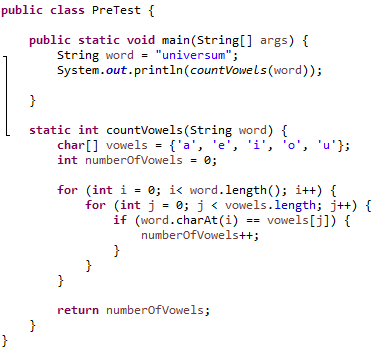 public class PreTest {
public static void main(String[] args) {
String word = "universum";
System.out.println(countVowels(word));
}
static int countVowels(String word) {
char[] vowels = {'a', 'e', 'i', 'o', 'u'};
int numberOfVowels = 0;
for (int i = 0; i< word.length(); i++) {
for (int j = 0; j < vowels.length; j++) {
if (word.charAt(i) == vowels[j]) {
numberOfVowels++;
}
}
}
return numberOfVowels;
}
}